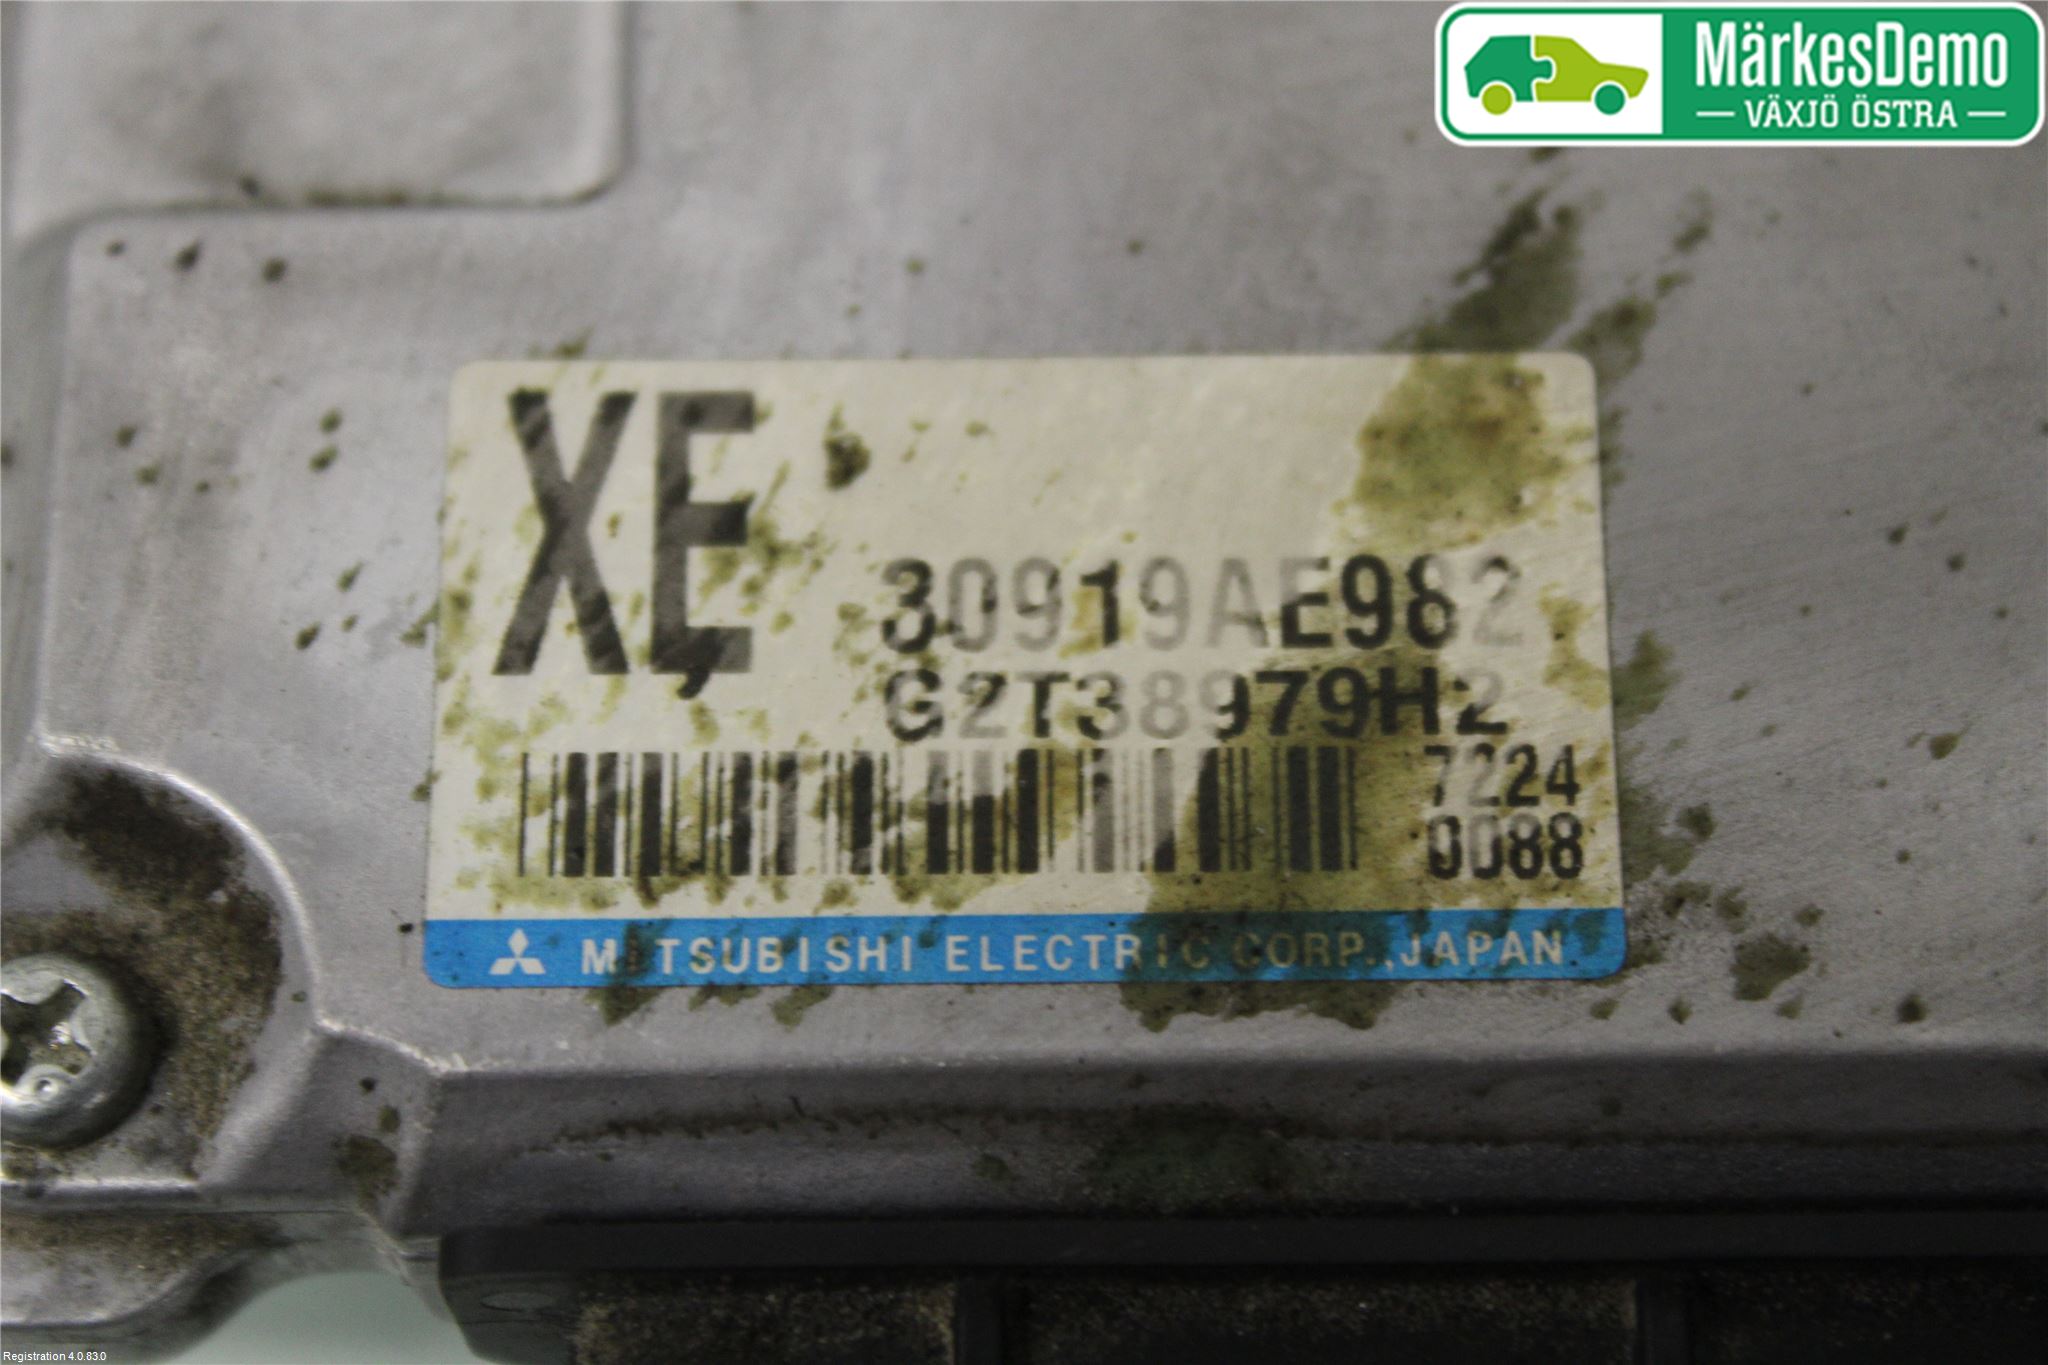 MärkesDemo
VÄXJÖ ÖSTRA
XE
30919AE982
G2T38979H2
7224
0088
MITSUBISHI ELECTRIC CORP., JAPAN
Registration 4.0.83.0